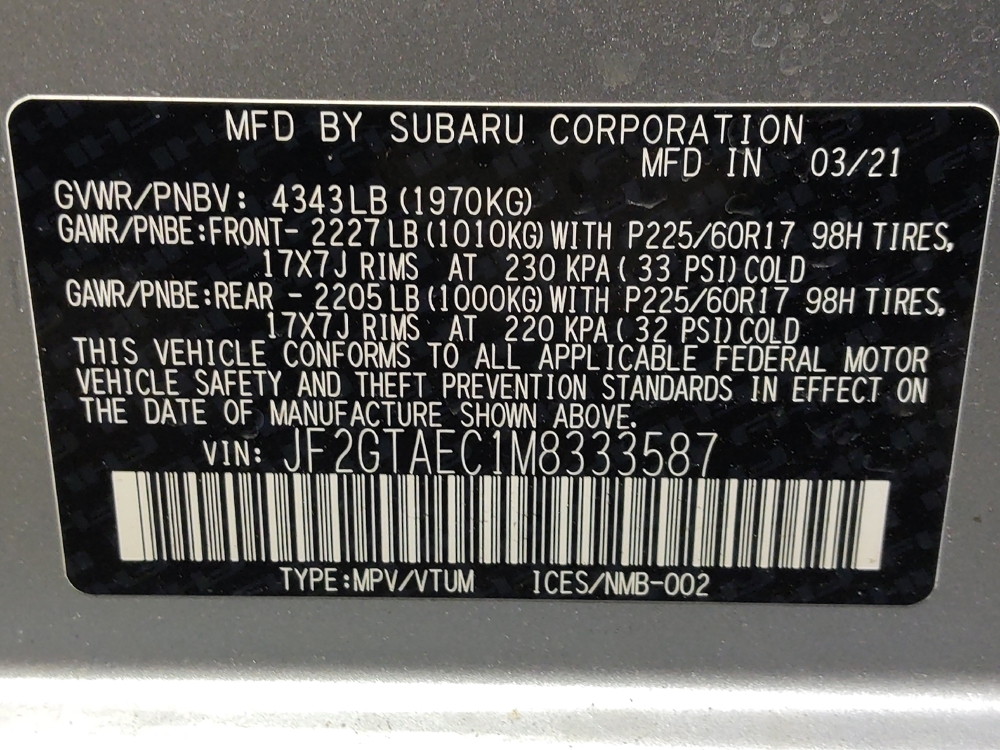 MFD BY SUBARU CORPORATION
MFD IN 03/21
GVWR/PNBV: 4343LB (1970KG)
GAWR/PNBE:FRONT- 2227 LB (1010KG) WITH P225/60R17 98H TIRES,
17X7J RIMS AT 230 KPA ( 33 PSI) COLD
GAWR/PNBE:REAR - 2205 LB (1000KG) WITH P225/60R17 98H TIRES,
17X7J RIMS AT 220 KPA ( 32 PSI) COLD
THIS VEHICLE CONFORMS TO ALL APPLICABLE FEDERAL MOTOR
VEHICLE SAFETY AND THEFT PREVENTION STANDARDS IN EFFECT ON
THE DATE OF MANUFACTURE SHOWN ABOVE.
VIN: JF2GTAEC1M8333587
TYPE:MPV/VTUM ICES/NMB-002